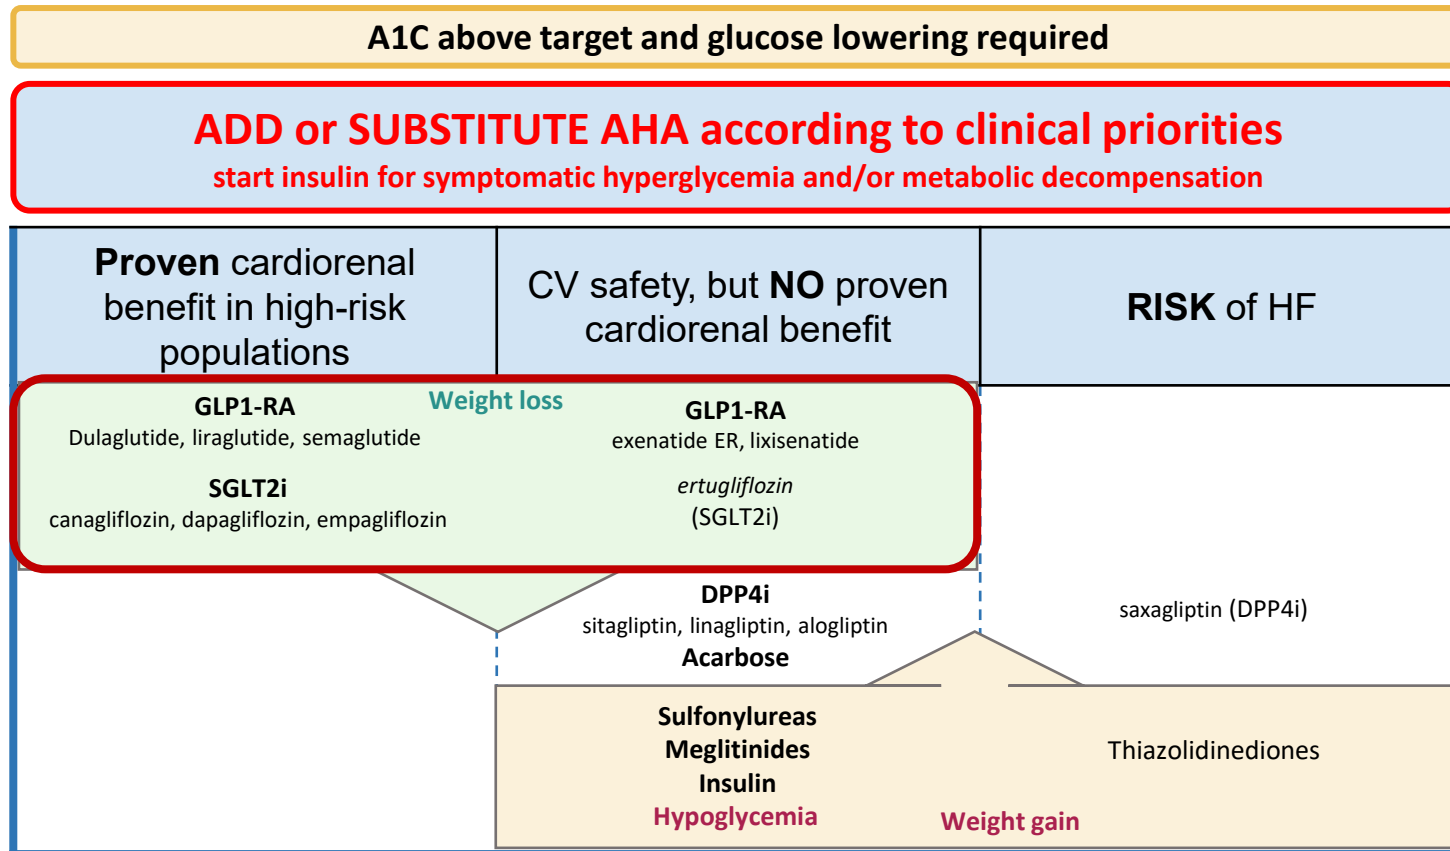 A1C above target and glucose lowering required
ADD or SUBSTITUTE AHA according to clinical priorities
start insulin for symptomatic hyperglycemia and/or metabolic decompensation
Proven cardiorenal
benefit in high-risk
populations
CV safety, but NO proven
cardiorenal benefit
RISK of HF
Weight loss
GLP1-RA
Dulaglutide, liraglutide, semaglutide
SGLT2i
canagliflozin, dapagliflozin, empagliflozin
GLP1-RA
exenatide ER, lixisenatide
ertugliflozin
(SGLT2i)
DPP4i
sitagliptin, linagliptin, alogliptin
Acarbose
saxagliptin (DPP4i)
Sulfonylureas
Meglitinides
Insulin
Hypoglycemia
Weight gain
Thiazolidinediones